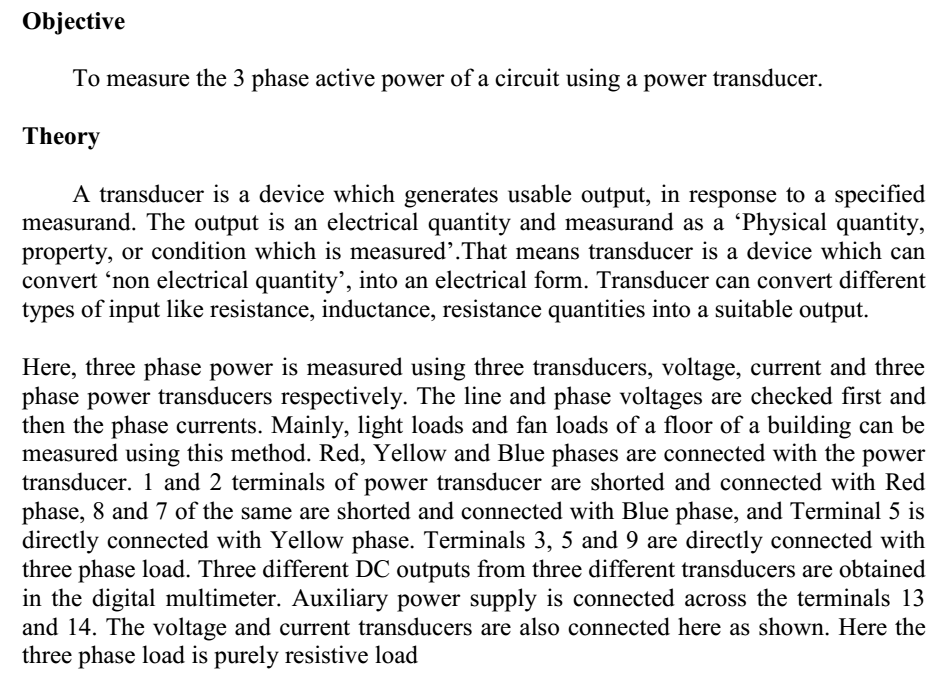 Objective
To measure the 3 phase active power of a circuit using a power transducer.
Theory
A transducer is a device which generates usable output, in response to a specified
measurand. The output is an electrical quantity and measurand as a ‘Physical quantity,
property, or condition which is measured’.That means transducer is a device which can
convert ‘non electrical quantity’, into an electrical form. Transducer can convert different
types of input like resistance, inductance, resistance quantities into a suitable output.
Here, three phase power is measured using three transducers, voltage, current and three
phase power transducers respectively. The line and phase voltages are checked first and
then the phase currents. Mainly, light loads and fan loads of a floor of a building can be
measured using this method. Red, Yellow and Blue phases are connected with the power
transducer. 1 and 2 terminals of power transducer are shorted and connected with Red
phase, 8 and 7 of the same are shorted and connected with Blue phase, and Terminal 5 is
directly connected with Yellow phase. Terminals 3, 5 and 9 are directly connected with
three phase load. Three different DC outputs from three different transducers are obtained
in the digital multimeter. Auxiliary power supply is connected across the terminals 13
and 14. The voltage and current transducers are also connected here as shown. Here the
three phase load is purely resistive load